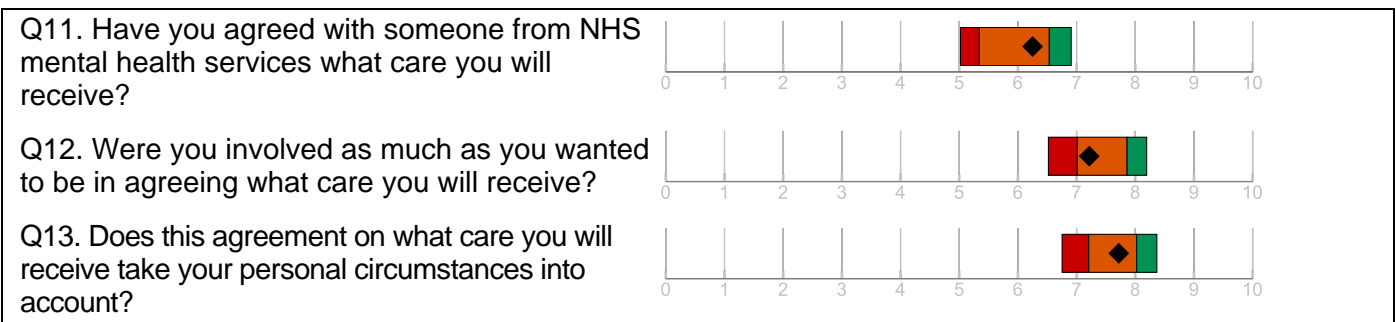 Q11. Have you agreed with someone from NHS
mental health services what care you will
receive?
0 1 2 3 4 5 6 7 8 9 10
Q12. Were you involved as much as you wanted
to be in agreeing what care you will receive?
0 1 2 3 4 5 6 7 8 9 10
Q13. Does this agreement on what care you will
receive take your personal circumstances into
account?
0 1 2 3 4 5 6 7 8 9 10